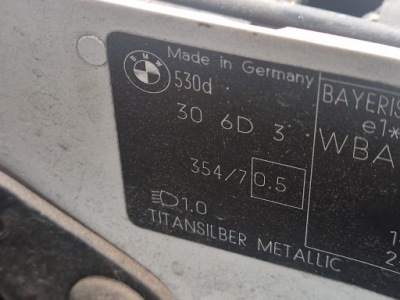 BMW
Made in Germany
530d
30 6D 3
354/7 0.5
1.0
TITANSILBER METALLIC
BAYERIS
e1*
WBA